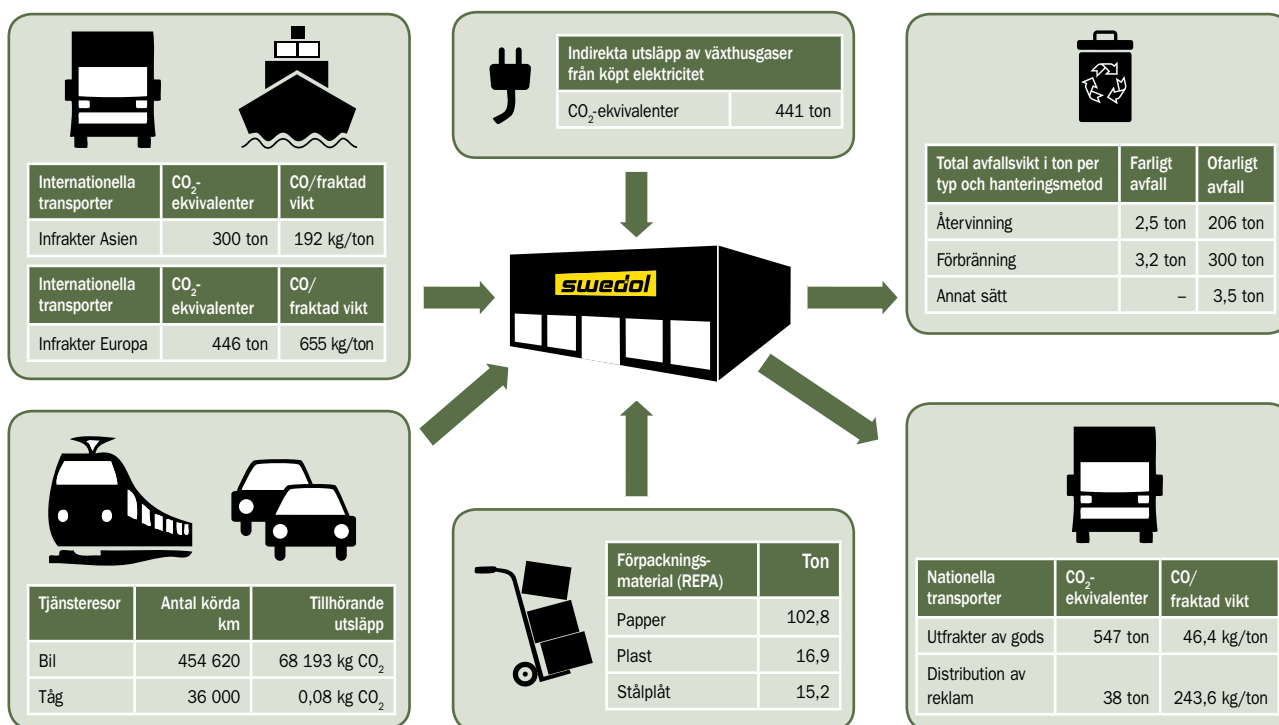 Internationella transporter CO₂-ekvivalenter CO/fraktad vikt
Infrakter Asien 300 ton 192 kg/ton
Internationella transporter CO₂-ekvivalenter CO/ fraktad vikt
Infrakter Europa 446 ton 655 kg/ton
Indirekta utsläpp av växthusgaser
från köpt elektricitet
CO₂-ekvivalenter 441 ton
Total avfallsvikt i ton per typ och hanteringsmetod Farligt avfall Ofarligt avfall
Återvinning 2,5 ton 206 ton
Förbränning 3,2 ton 300 ton
Annat sätt – 3,5 ton
swedol
Tjänsteresor Antal körda km Tillhörande utsläpp
Bil 454 620 68 193 kg CO₂
Tåg 36 000 0,08 kg CO₂
Förpacknings-material (REPA) Ton
Papper 102,8
Plast 16,9
Stålplåt 15,2
Nationella transporter CO₂-ekvivalenter CO/ fraktad vikt
Utfrakter av gods 547 ton 46,4 kg/ton
Distribution av reklam 38 ton 243,6 kg/ton